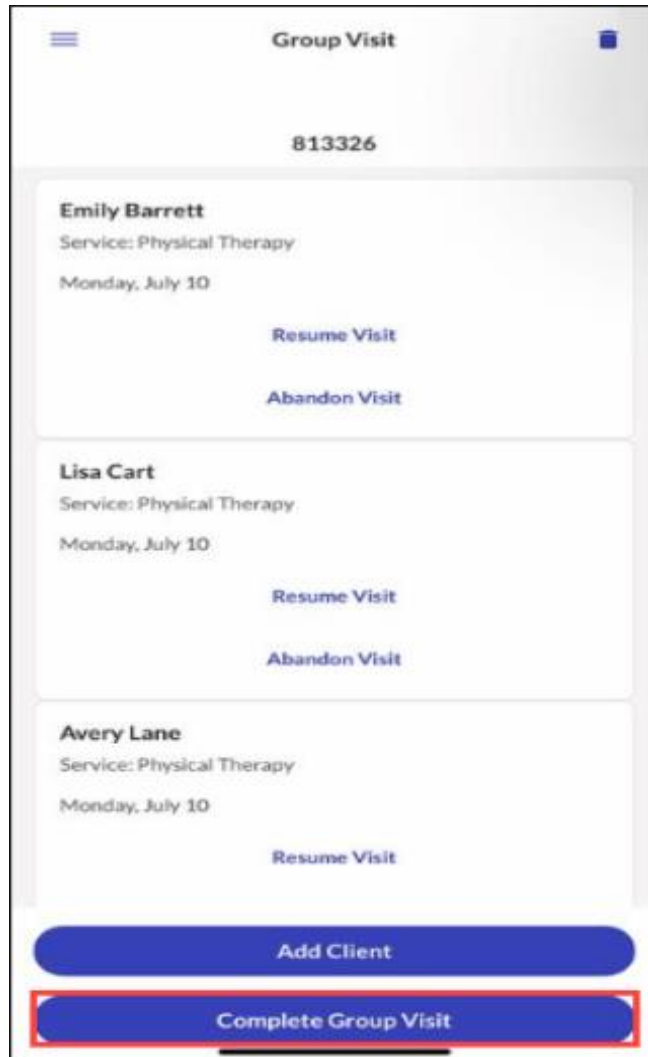 Group Visit
813326
Emily Barrett
Service: Physical Therapy
Monday, July 10
Resume Visit
Abandon Visit
Lisa Cart
Service: Physical Therapy
Monday, July 10
Resume Visit
Abandon Visit
Avery Lane
Service: Physical Therapy
Monday, July 10
Resume Visit
Add Client
Complete Group Visit